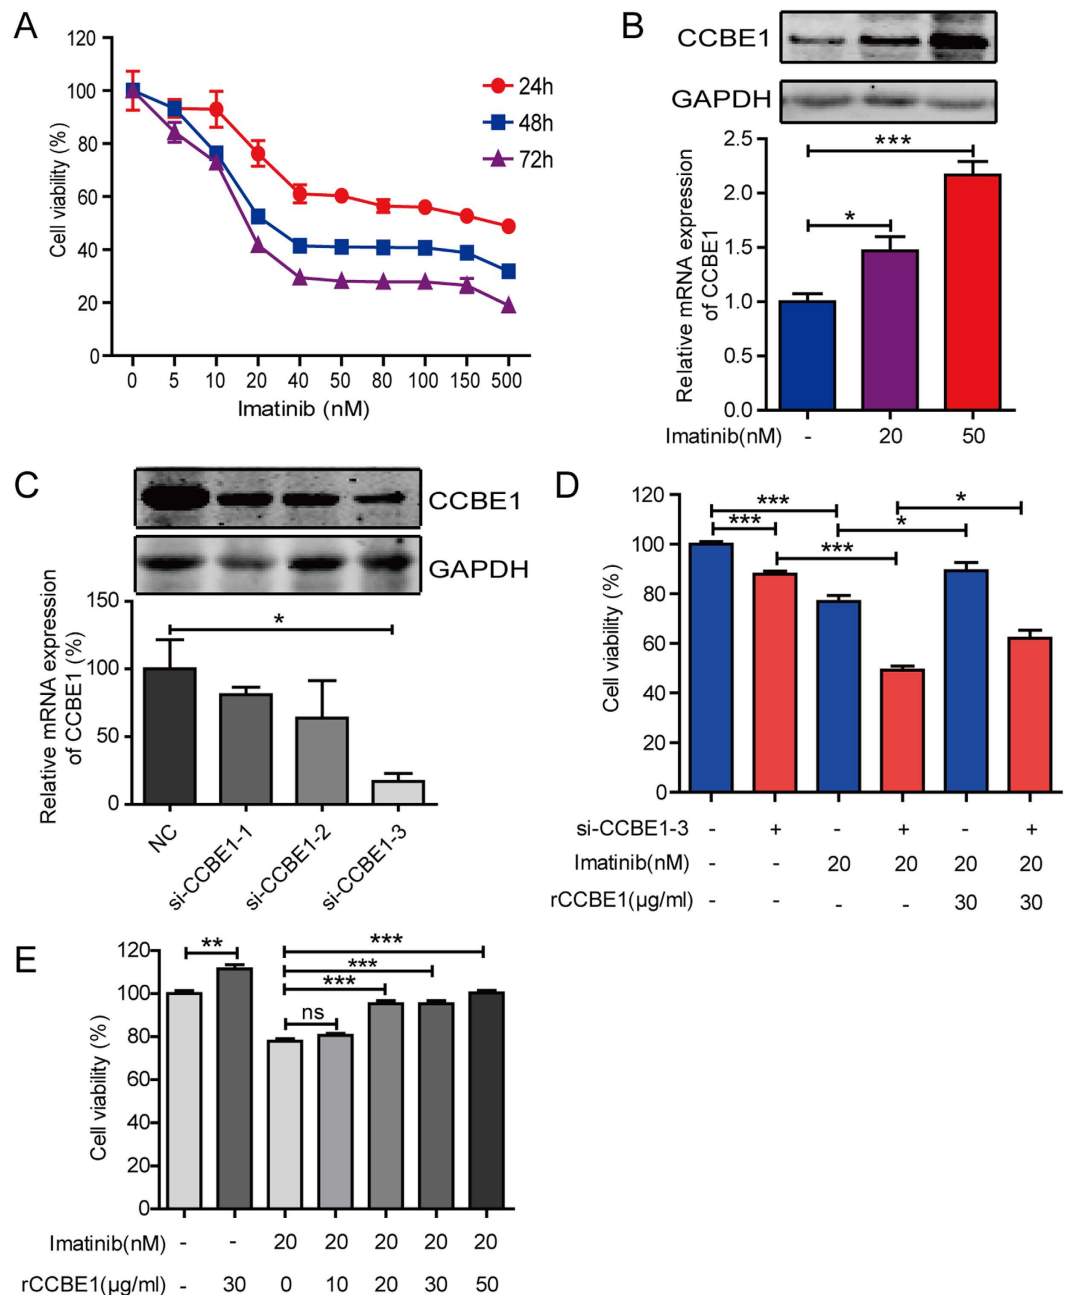 A
120
100
80
60
40
20
0
Cell viability (%)
24h
48h
72h
0 5 10 20 40 50 80 100 150 500
Imatinib (nM)
B
CCBE1
GAPDH
2.5
2.0
1.5
1.0
0.5
0.0
Relative mRNA expression
of CCBE1
***
*
Imatinib(nM) - 20 50
C
CCBE1
GAPDH
150
100
50
0
Relative mRNA expression
of CCBE1 (%)
*
NC
si-CCBE1-1
si-CCBE1-2
si-CCBE1-3
D
120
100
80
60
40
20
0
Cell viability (%)
***
*
***
*
***
si-CCBE1-3 - + - + - +
Imatinib(nM) - - 20 20 20 20
rCCBE1(μg/ml) - - - - 30 30
E
120
100
80
60
40
20
0
Cell viability (%)
**
***
***
***
ns
Imatinib(nM) - - 20 20 20 20 20
rCCBE1(μg/ml) - 30 0 10 20 30 50